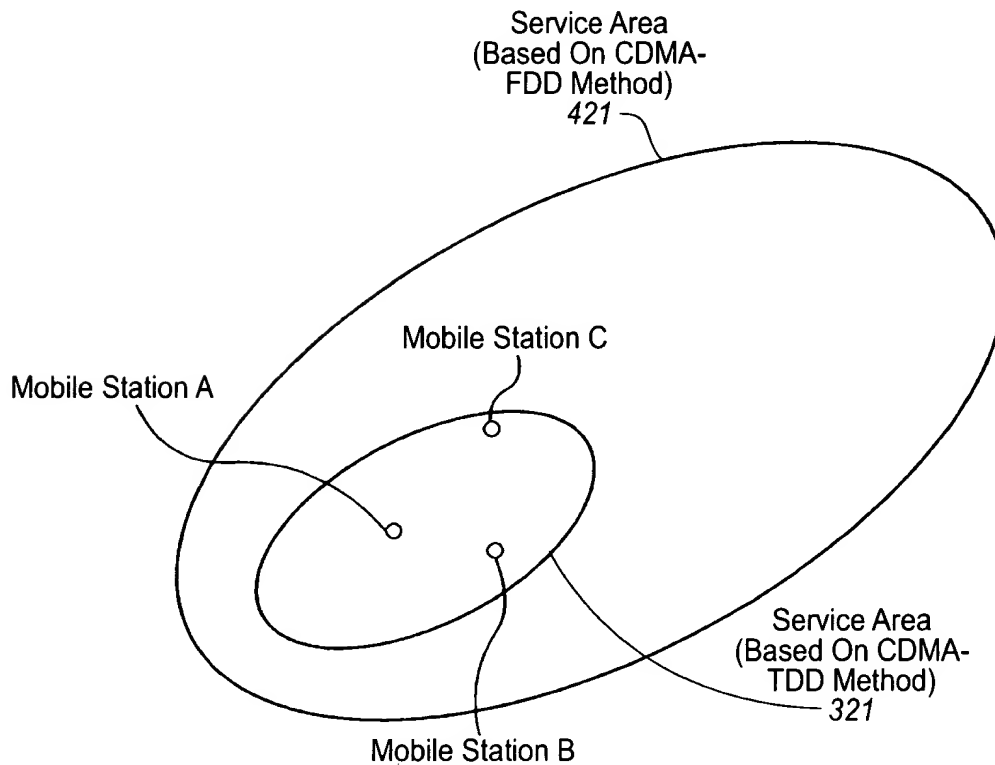 Service Area
(Based On CDMA-
FDD Method)
421
Mobile Station C
Mobile Station A
Service Area
(Based On CDMA-
TDD Method)
321
Mobile Station B